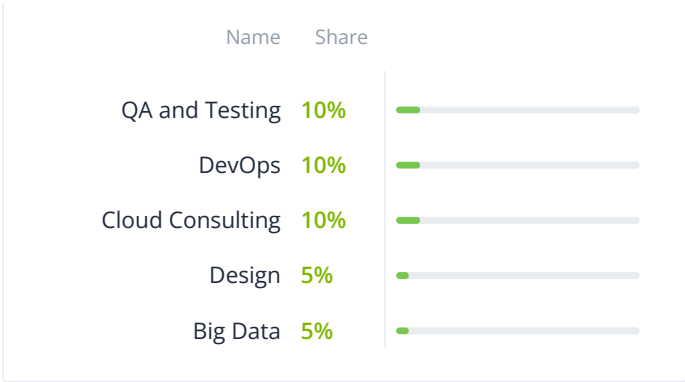 Name Share
QA and Testing 10%
DevOps 10%
Cloud Consulting 10%
Design 5%
Big Data 5%